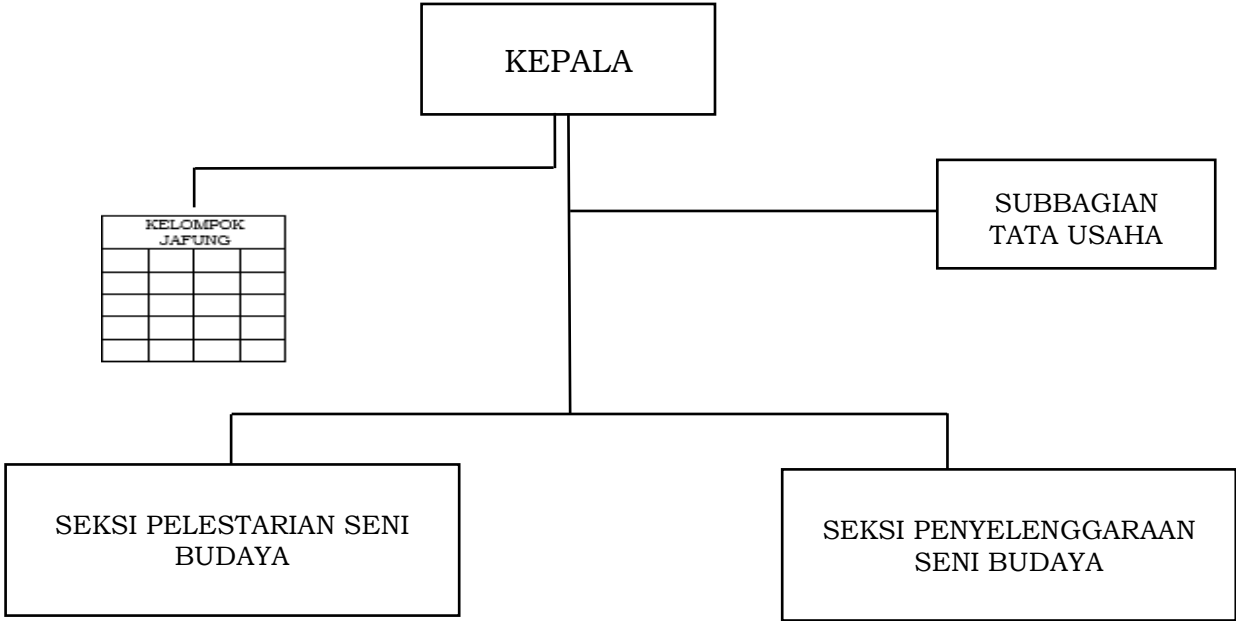 KEPALA
SUBBAGIAN
TATA USAHA
KELOMPOK
JAFUNG
SEKSI PELESTARIAN SENI
BUDAYA
SEKSI PENYELENGGARAAN
SENI BUDAYA